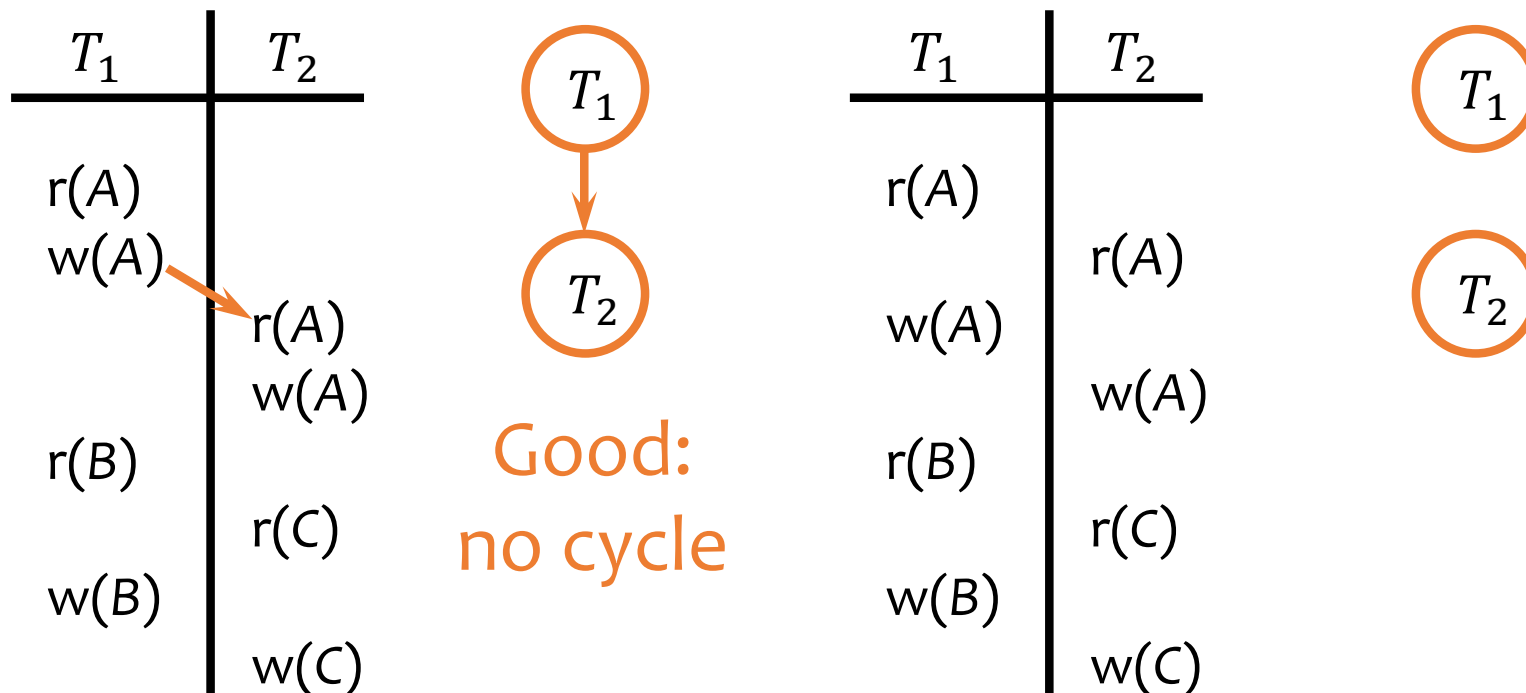 T₁ T₂ T₁ T₁ T₂ T₁
r(A) r(A)
w(A) r(A)
r(A) T₂ w(A) T₂
w(A) w(A)
Good:
r(B) r(B)
r(C) r(C)
no cycle
w(B) w(B)
w(C) w(C)